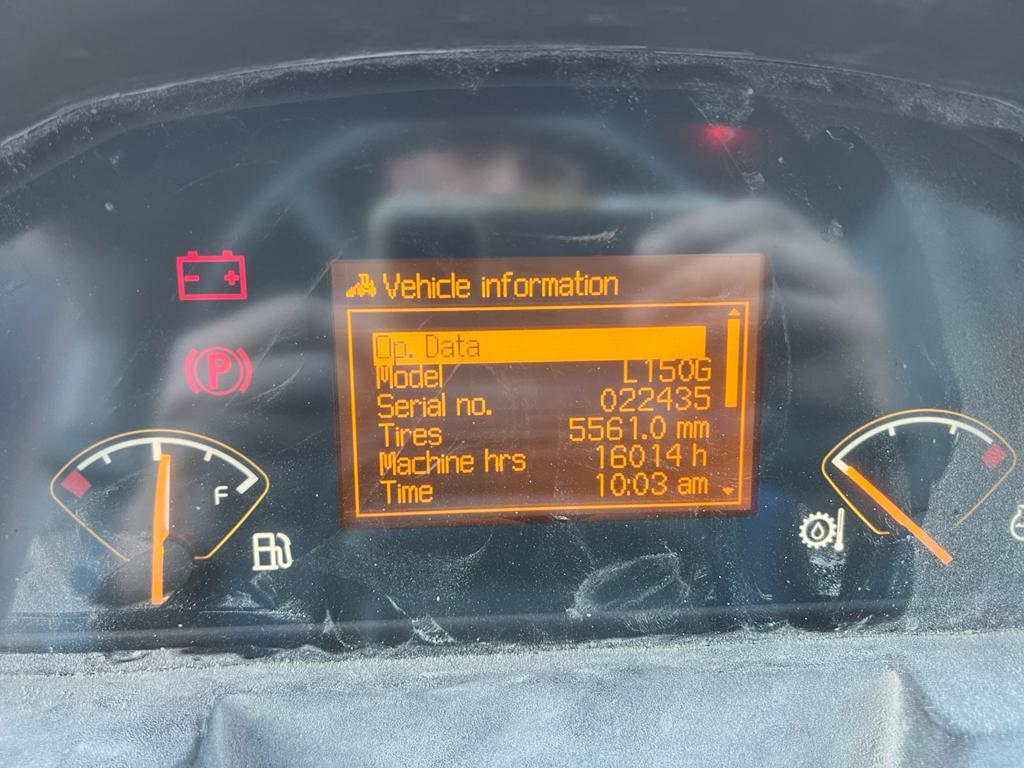 Vehicle information
Op. Data
Model L150G
Serial no. 022435
Tires 5561.0 mm
Machine hrs 16014 h
Time 10:03 am
- +
P
F